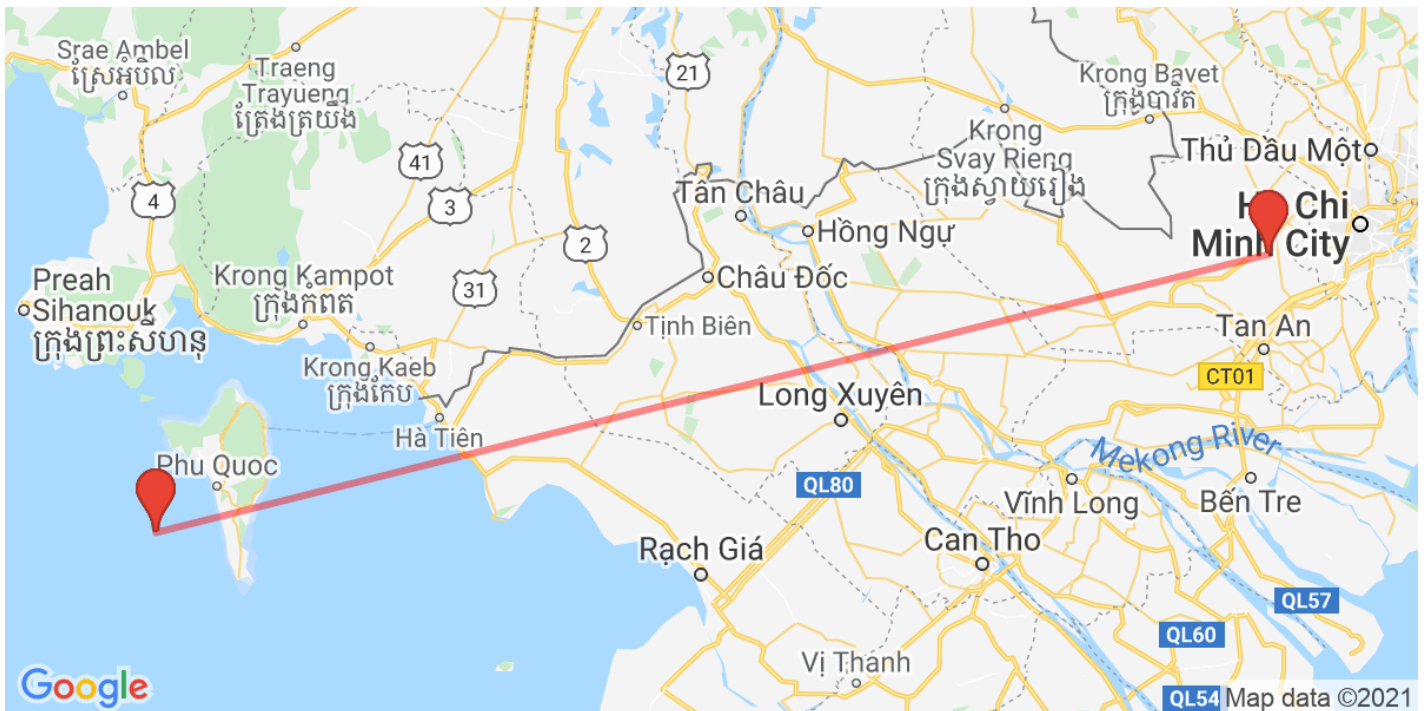 Srae Ambel
ស្រែអំបិល
Traeng
Trayueng
ត្រែងត្រយឹង
21
Krong Bavet
ក្រុងបាវិត
41
Krong
Svay Rieng
ក្រុងស្វាយរៀង
Thủ Dầu Một
4
3
Tân Châu
Hồng Ngự
Chi
Minh City
2
Krong Kampot
ក្រុងកំពត
31
Châu Đốc
Preah
Sihanouk
ក្រុងព្រះសីហនុ
Tịnh Biên
Tan An
Krong Kaeb
ក្រុងកែប
CT01
Long Xuyên
Hà Tiên
Mekong River
Phu Quoc
QL80
Vĩnh Long
Bến Tre
Rạch Giá
Can Tho
QL57
QL60
Vị Thanh
Google
QL54
Map data ©2021